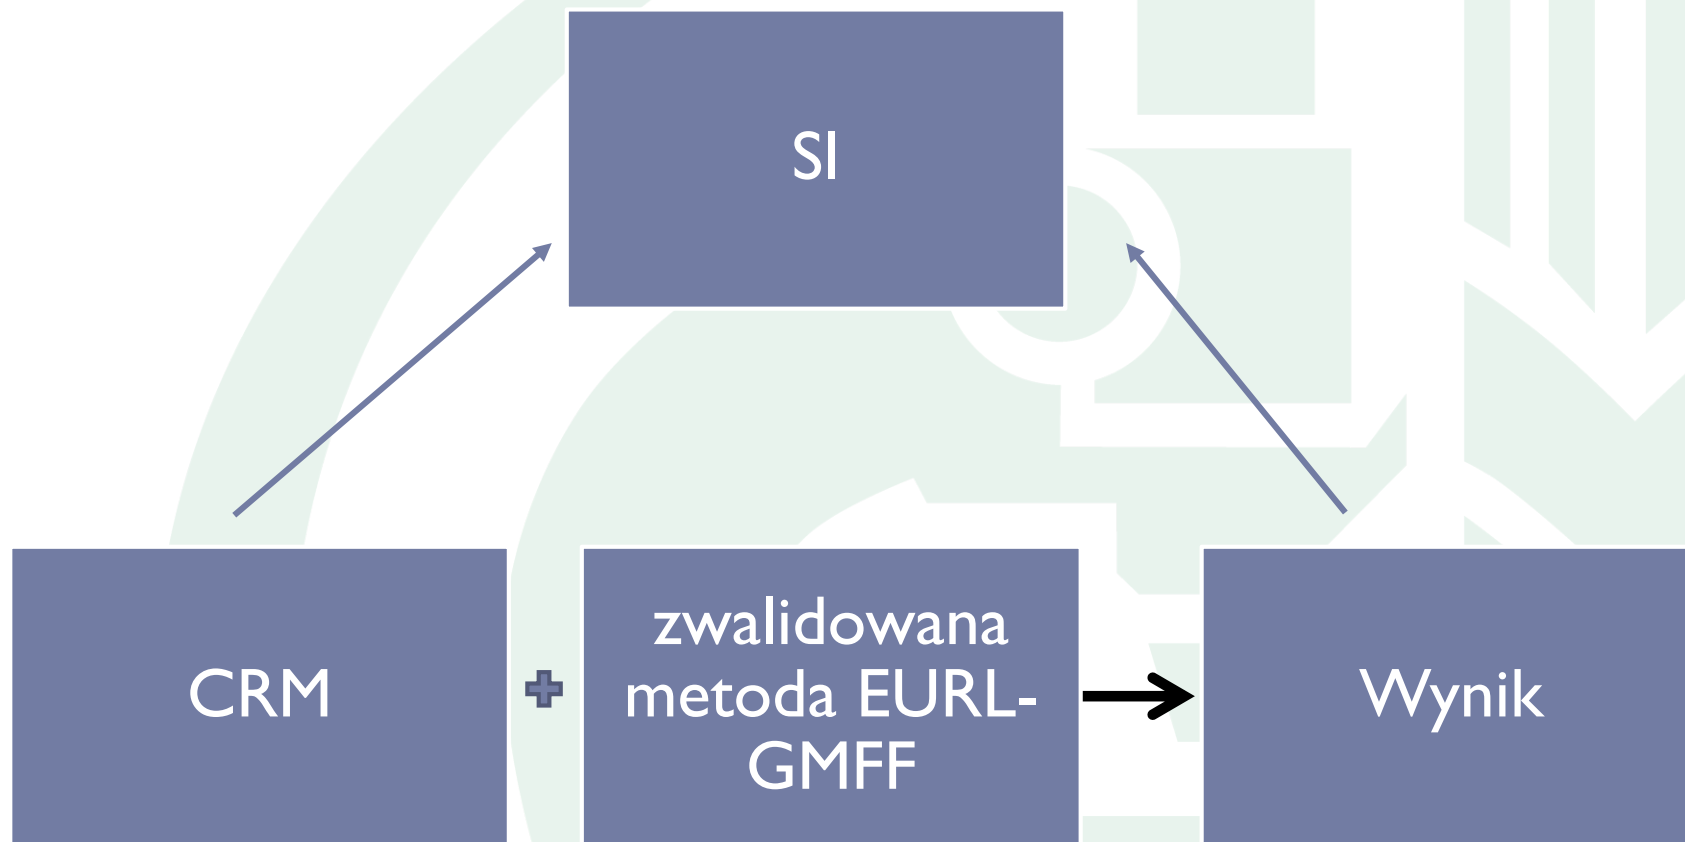 SI
CRM
zwalidowana
metoda EURL-
GMFF
Wynik